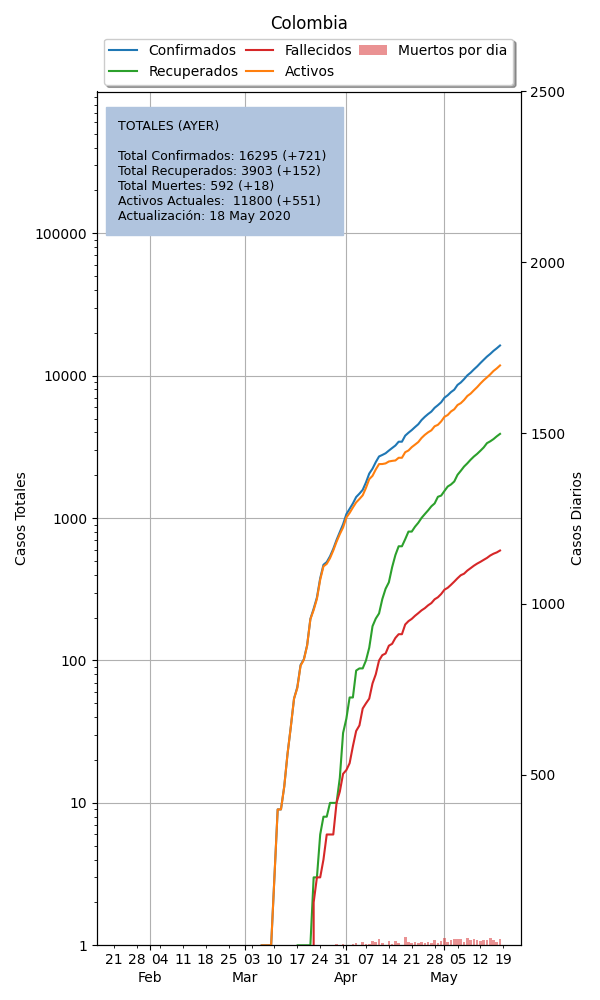 Colombia
Confirmados
Recuperados
Fallecidos
Activos
Muertos por dia
TOTALES (AYER)
Total Confirmados: 16295 (+721)
Total Recuperados: 3903 (+152)
Total Muertes: 592 (+18)
Activos Actuales:  11800 (+551)
Actualización: 18 May 2020
Casos Totales
100000
10000
1000
100
10
1
Casos Diarios
2500
2000
1500
1000
500
21 28 04 11 18 25 03 10 17 24 31 07 14 21 28 05 12 19
Feb Mar Apr May